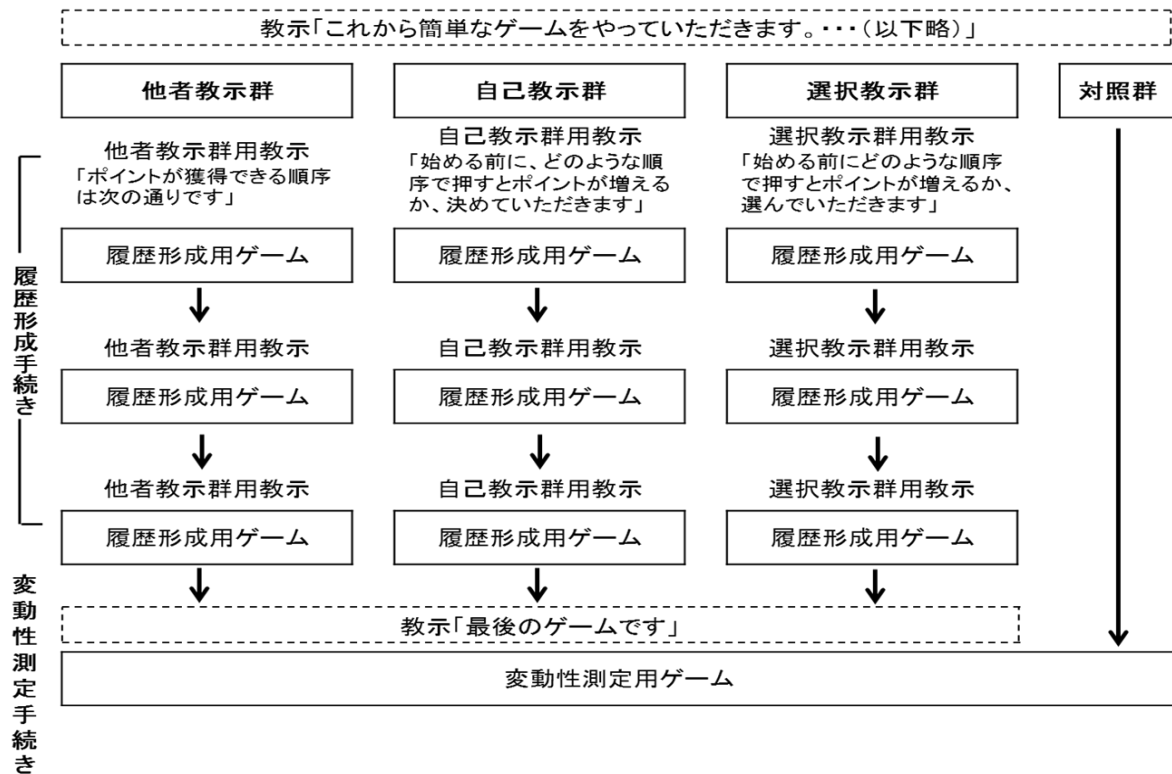 教示「これから簡単なゲームをやっていただきます。・・・(以下略)」
他者教示群
自己教示群
選択教示群
対照群
履歴形成手続き
他者教示群用教示
「ポイントが獲得できる順序
は次の通りです」
自己教示群用教示
「始める前に、どのような順
序で押すとポイントが増える
か、決めていただきます」
選択教示群用教示
「始める前にどのような順序
で押すとポイントが増えるか、
選んでいただきます」
履歴形成用ゲーム
履歴形成用ゲーム
履歴形成用ゲーム
他者教示群用教示
自己教示群用教示
選択教示群用教示
履歴形成用ゲーム
履歴形成用ゲーム
履歴形成用ゲーム
他者教示群用教示
自己教示群用教示
選択教示群用教示
履歴形成用ゲーム
履歴形成用ゲーム
履歴形成用ゲーム
変動性測定手続き
教示「最後のゲームです」
変動性測定用ゲーム